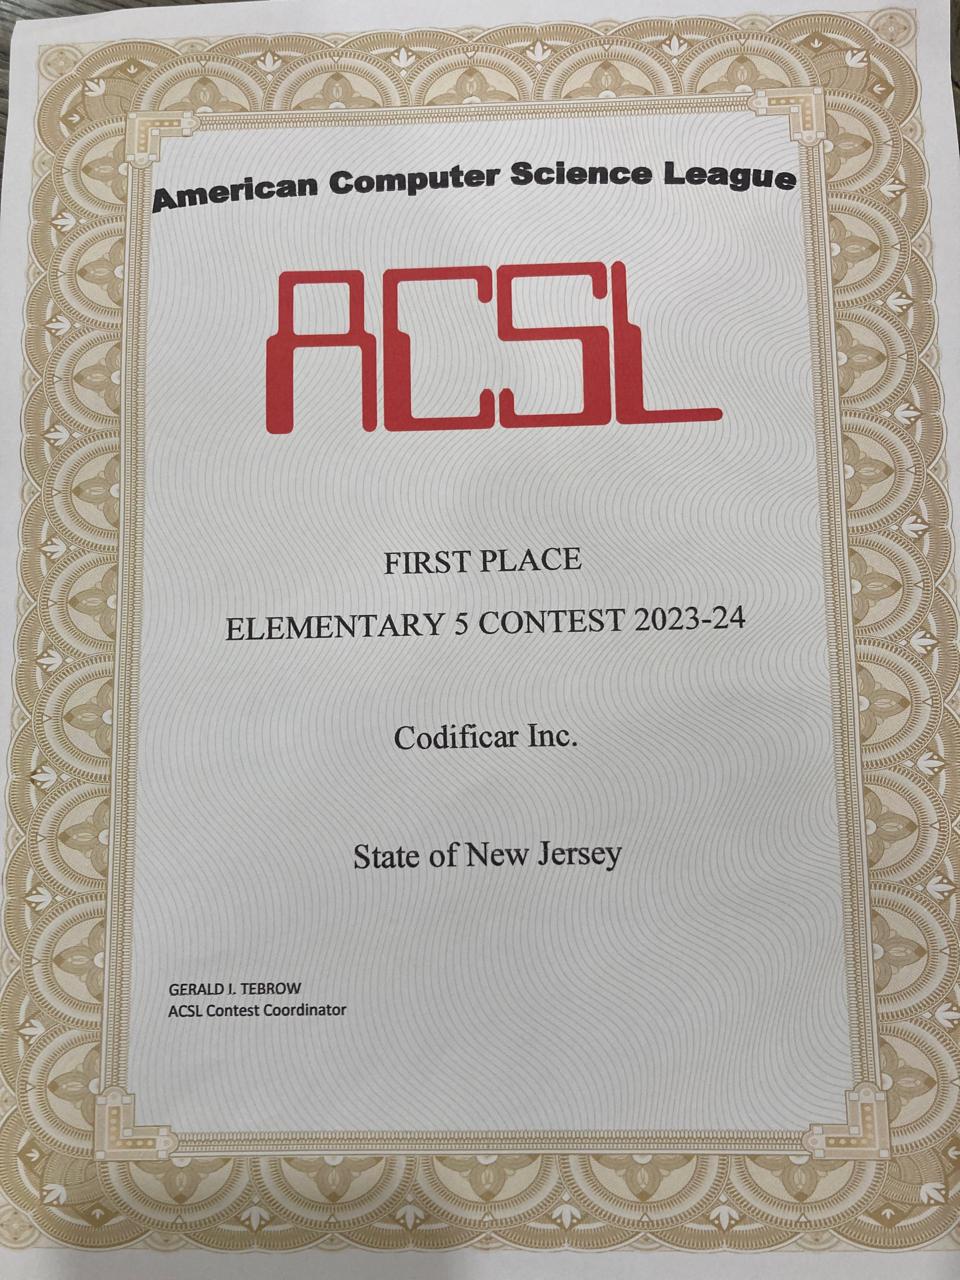 American Computer Science League
ACSL
FIRST PLACE
ELEMENTARY 5 CONTEST 2023-24
Codificar Inc.
State of New Jersey
GERALD J. TEBROW
ACSL Contest Coordinator